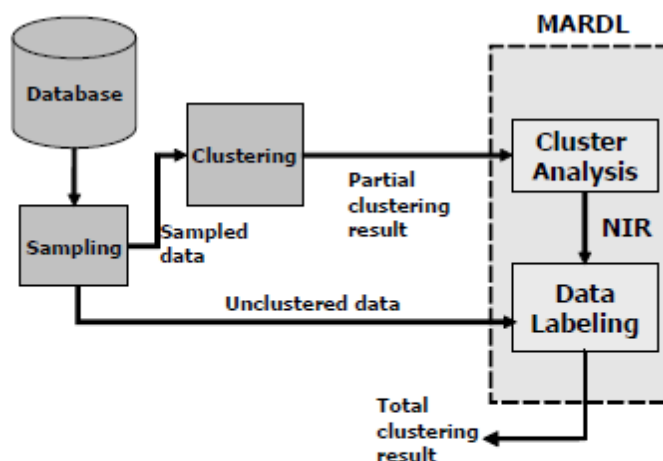 MARDL
Database
Clustering
Cluster
Analysis
Partial
clustering
result
NIR
Sampling
Sampled
data
Unclustered data
Data
Labeling
Total
clustering
result